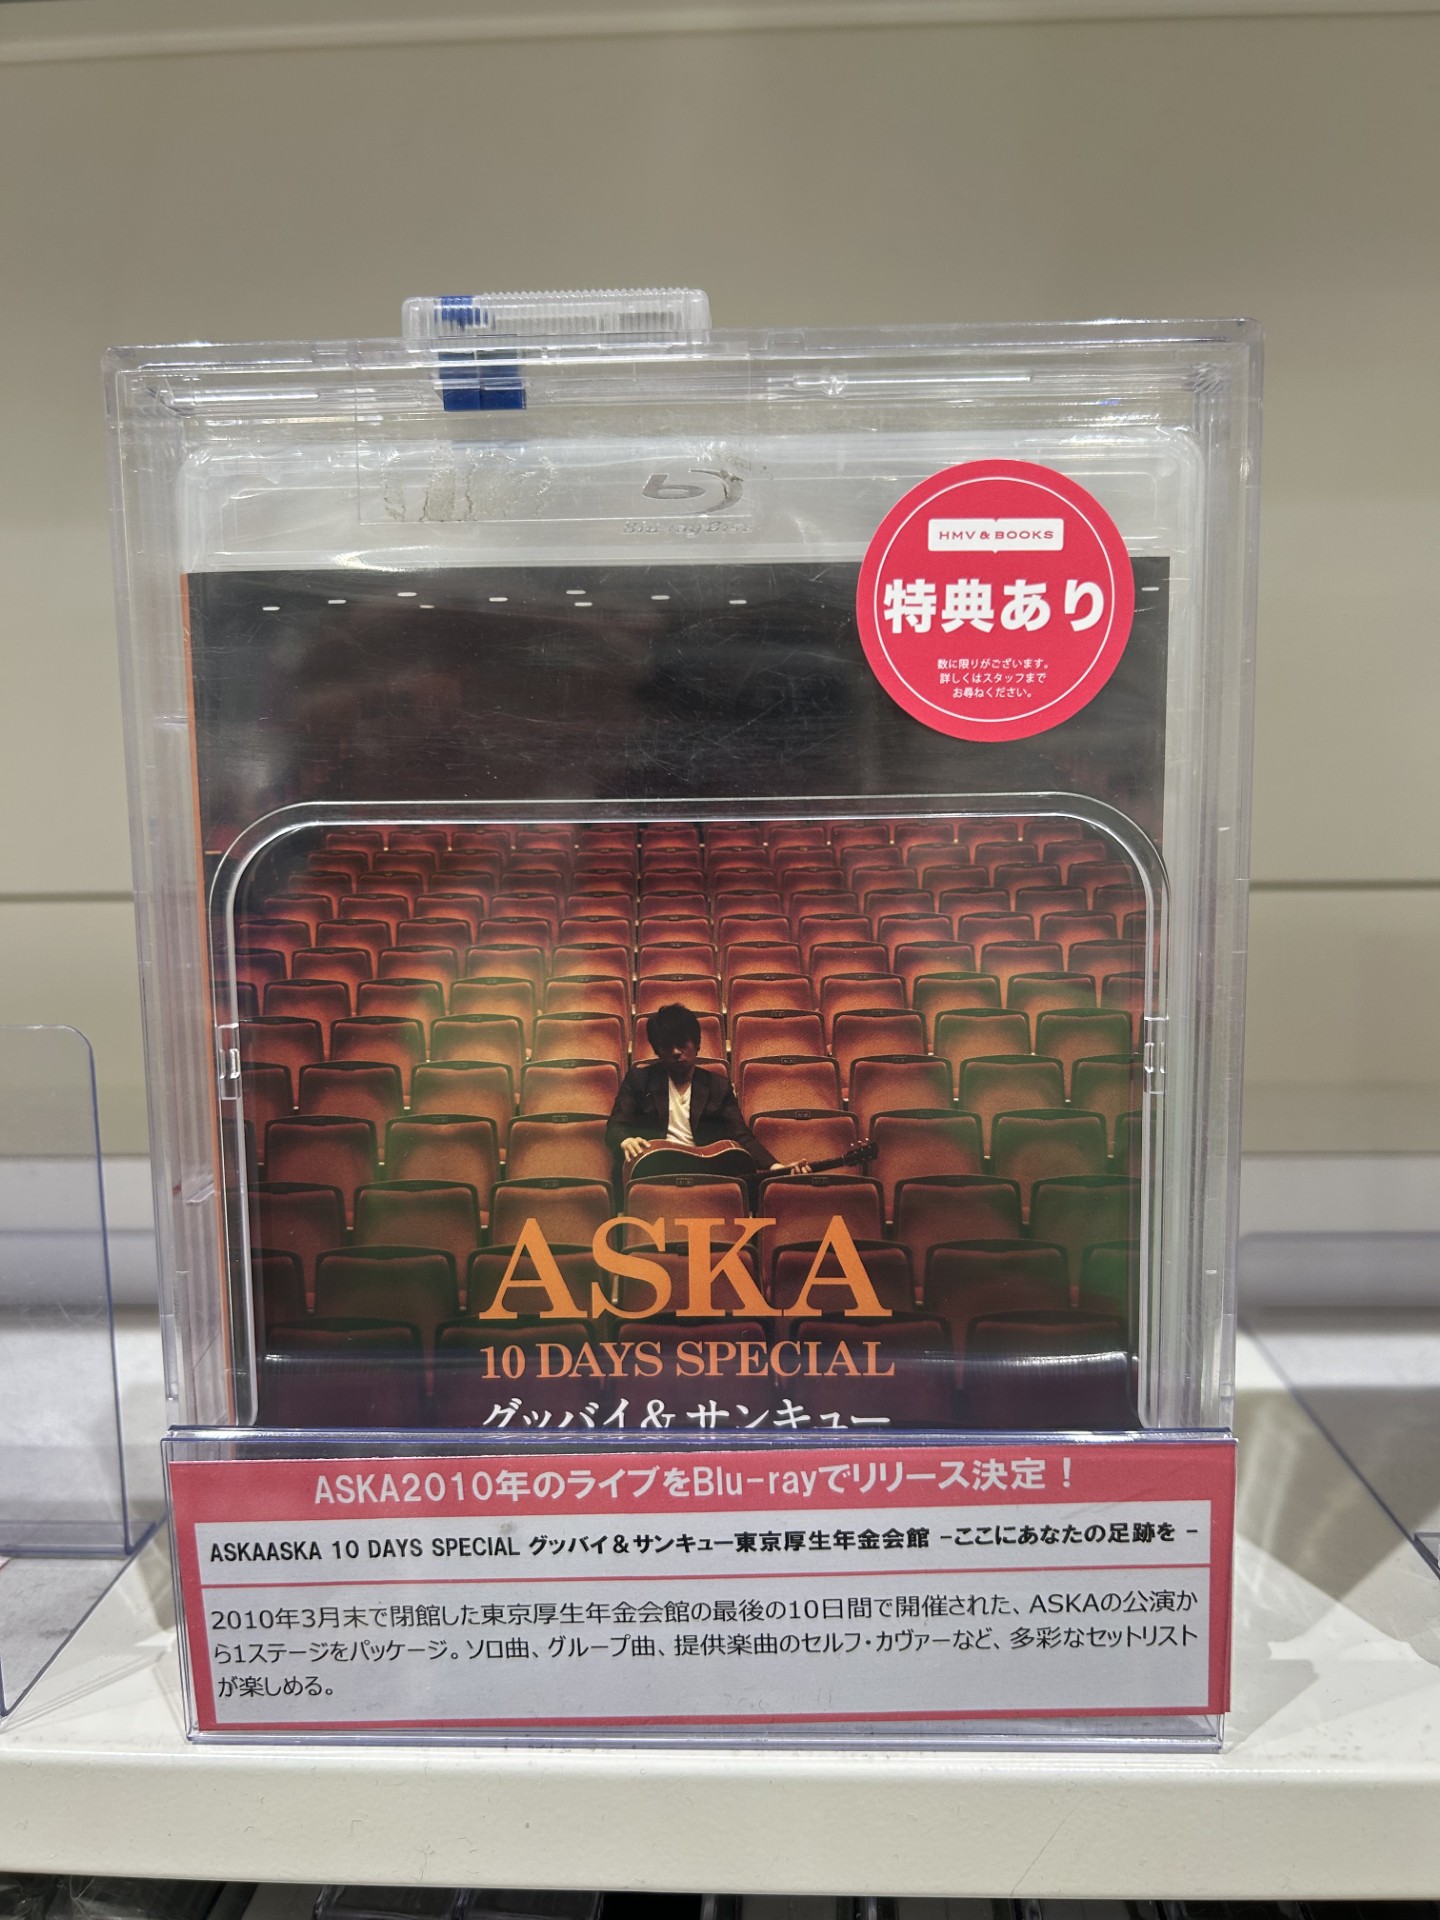 Blu-ray Disc
HMV & BOOKS
特典あり
数に限りがございます。
詳しくはスタッフまで
お尋ねください。
ASKA
10 DAYS SPECIAL
グッバイ&サンキュー
ASKA2010年のライブをBlu-rayでリリース決定！
ASKAASKA 10 DAYS SPECIAL グッバイ＆サンキュー東京厚生年金会館 -ここにあなたの足跡を -
2010年3月末で閉館した東京厚生年金会館の最後の10日間で開催された、ASKAの公演か
ら1ステージをパッケージ。ソロ曲、グループ曲、提供楽曲のセルフ・カヴァーなど、多彩なセットリスト
が楽しめる。